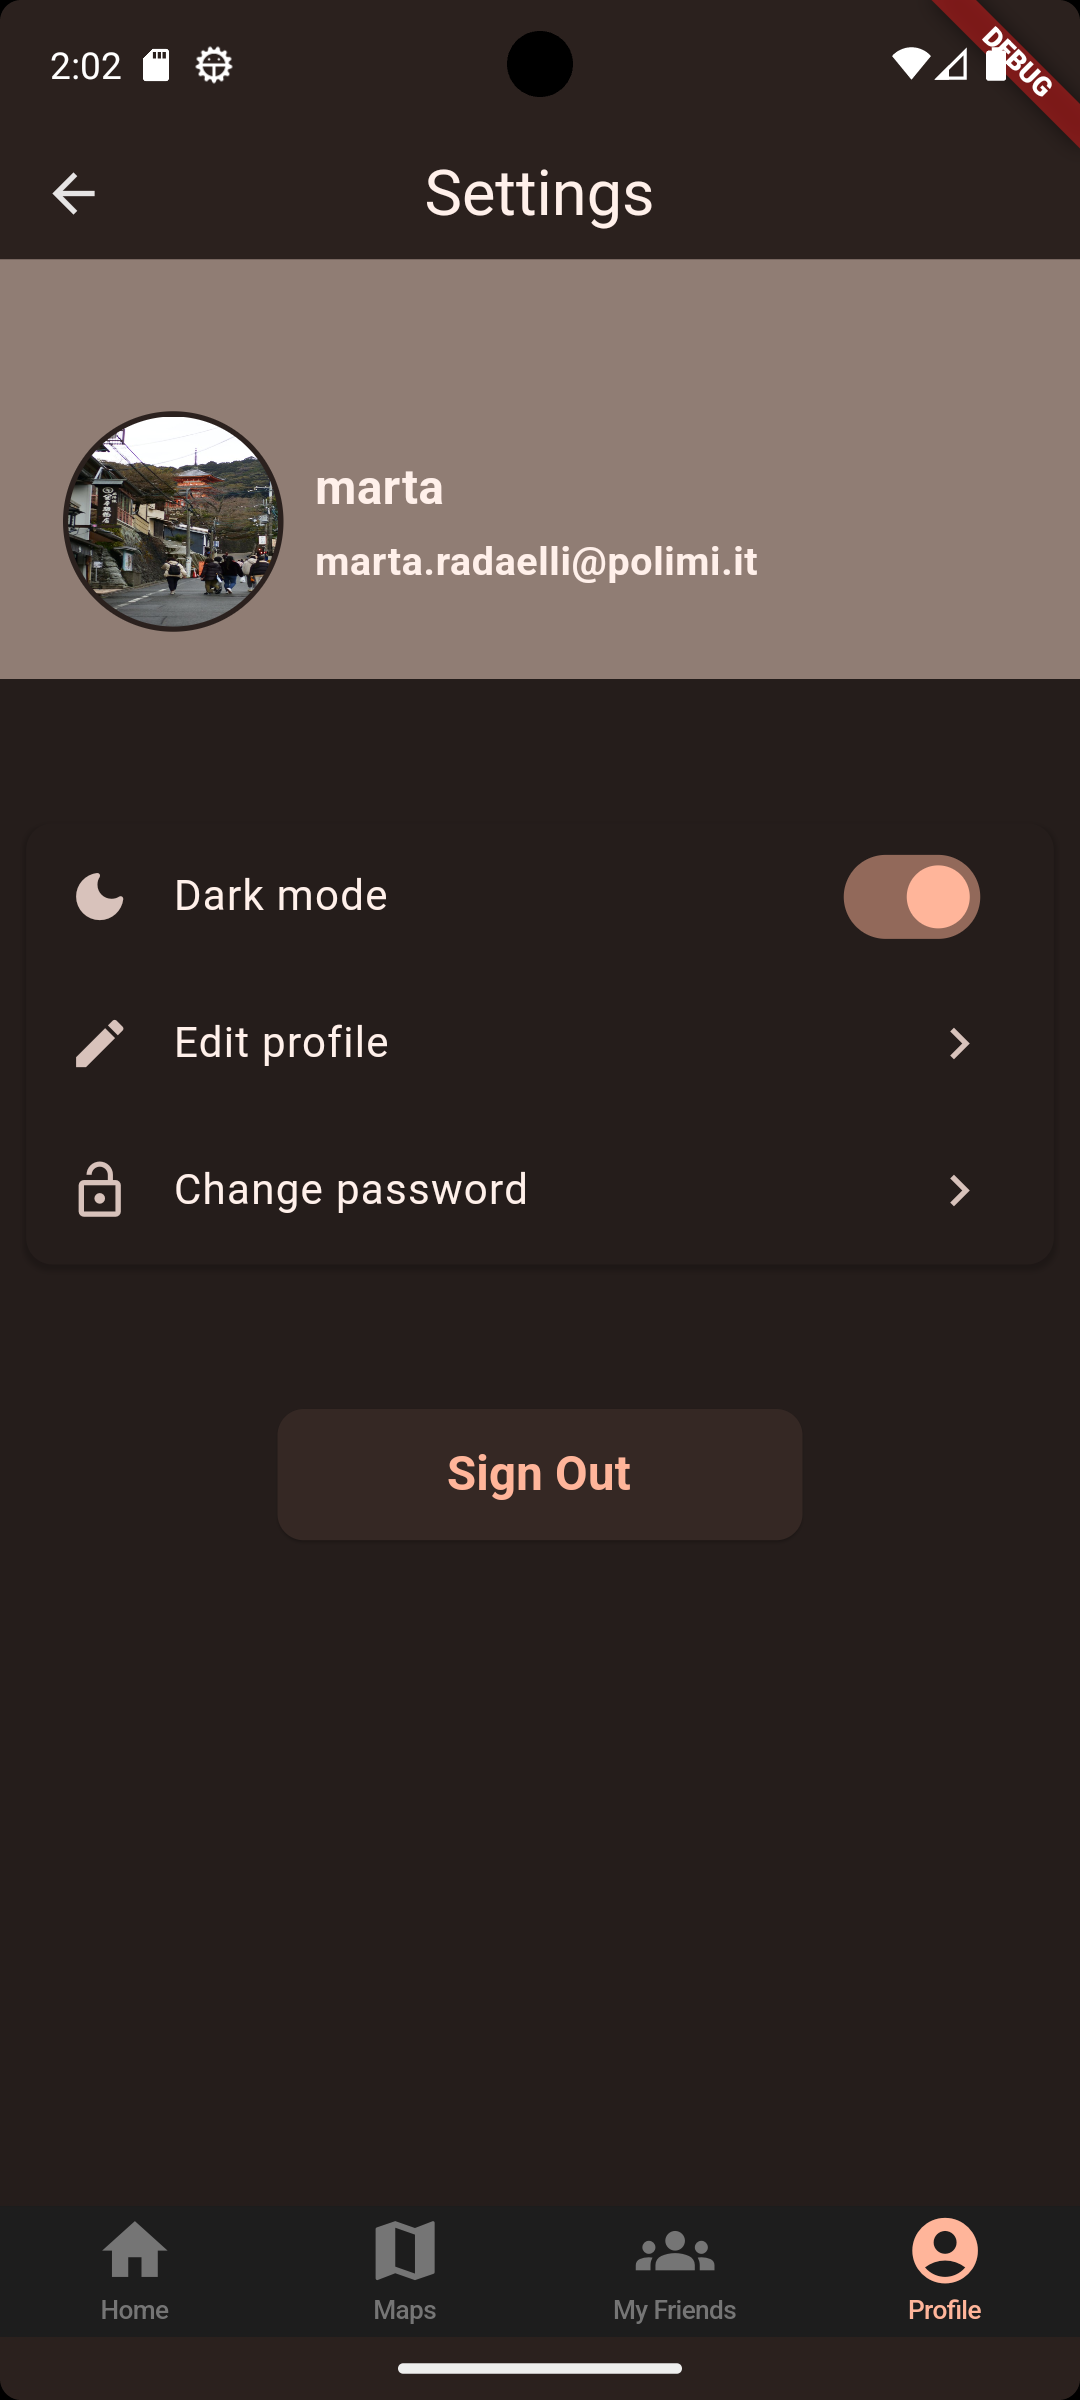 2:02
DEBUG
Settings
marta
marta.radaelli@polimi.it
Dark mode
Edit profile
Change password
Sign Out
Home
Maps
My Friends
Profile